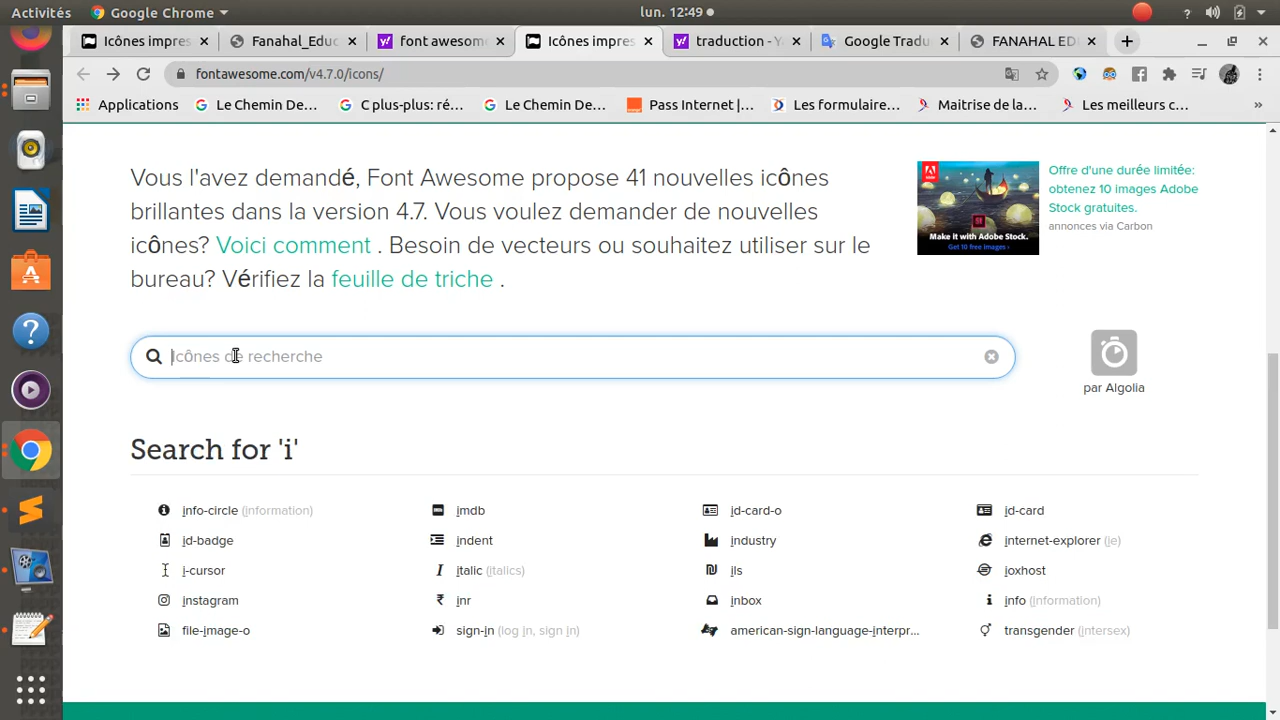 Activités Google Chrome lun. 12:49
Icônes impres Fanahal_Educ font awesome Icônes impres traduction - Y Google Tradu FANAHAL ED
fontawesome.com/v4.7.0/icons/
Applications Le Chemin De... C plus-plus: ré... Le Chemin De... Pass Internet |... Les formulaire... Maitrise de la... Les meilleurs c... »
Vous l'avez demandé, Font Awesome propose 41 nouvelles icônes
brillantes dans la version 4.7. Vous voulez demander de nouvelles
icônes? Voici comment . Besoin de vecteurs ou souhaitez utiliser sur le
bureau? Vérifiez la feuille de triche .
Make it with Adobe Stock.
Get 10 free images ›
Offre d'une durée limitée:
obtenez 10 images Adobe
Stock gratuites.
annonces via Carbon
Icônes de recherche
par Algolia
Search for 'i'
info-circle (information) imdb id-card-o id-card
id-badge indent industry internet-explorer (ie)
i-cursor italic (italics) ils ioxhost
instagram inr inbox info (information)
file-image-o sign-in (log in, sign in) american-sign-language-interpr... transgender (intersex)